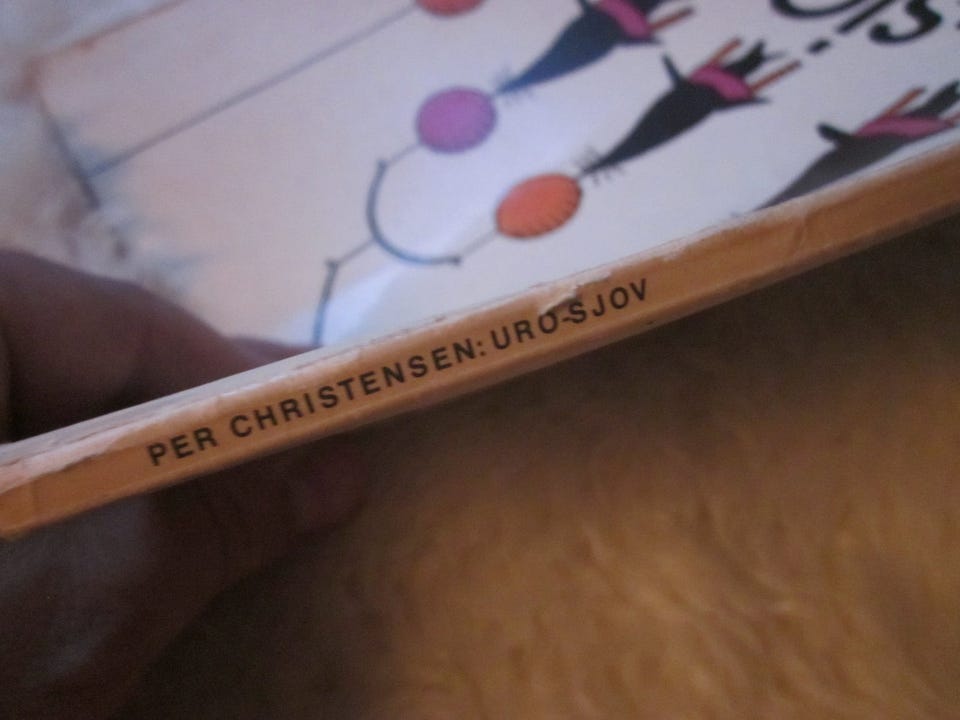 PER CHRISTENSEN: URO-SJOV